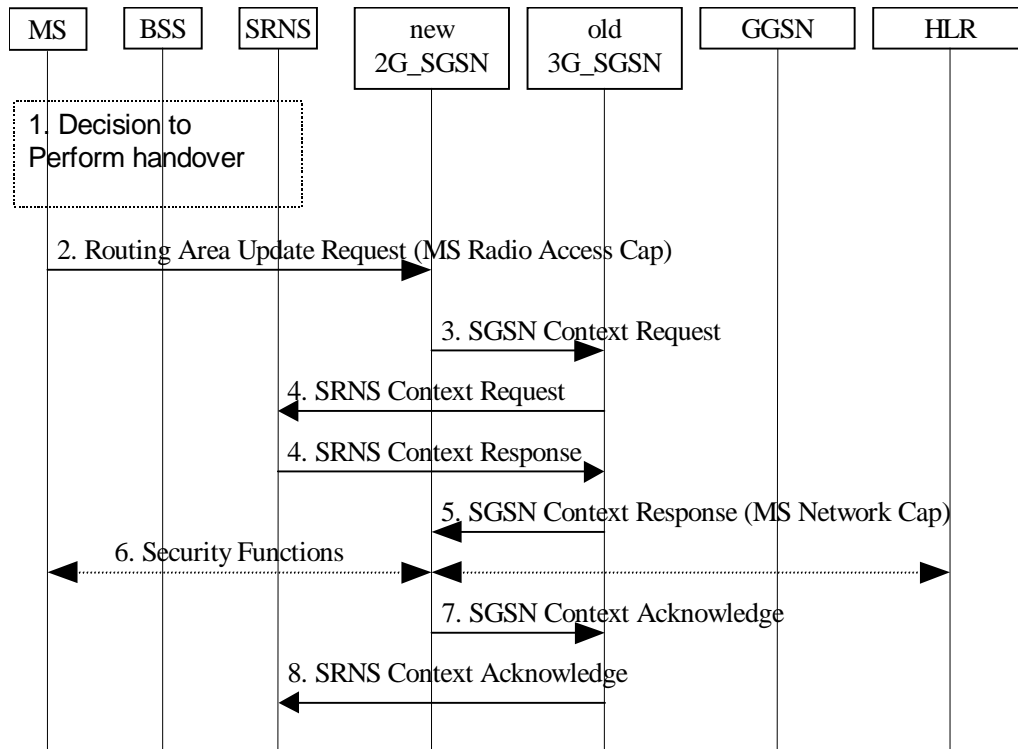 MS
BSS
SRNS
new
2G_SGSN
old
3G_SGSN
GGSN
HLR
1. Decision to
Perform handover
2. Routing Area Update Request (MS Radio Access Cap)
3. SGSN Context Request
4. SRNS Context Request
4. SRNS Context Response
5. SGSN Context Response (MS Network Cap)
6. Security Functions
7. SGSN Context Acknowledge
8. SRNS Context Acknowledge